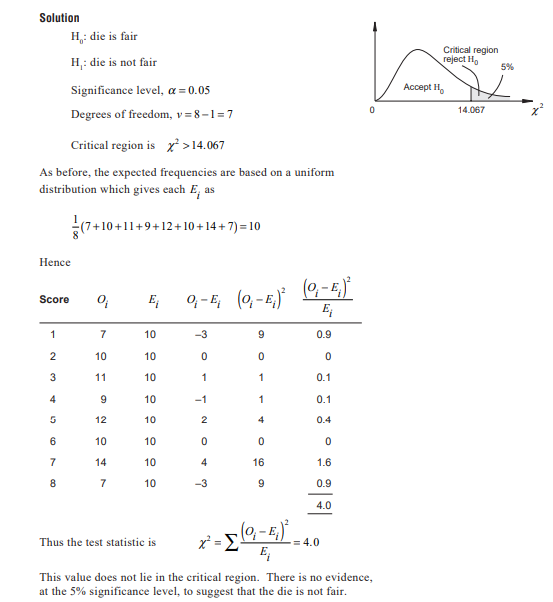 Solution
H₀: die is fair
H₁: die is not fair
Significance level, α = 0.05
Degrees of freedom, ν = 8 – 1 = 7
Critical region is χ² > 14.067
Critical region
reject H₀
5%
Accept H₀
0
14.067
χ²
As before, the expected frequencies are based on a uniform
distribution which gives each Eᵢ as
1/8 (7 + 10 + 11 + 9 + 12 + 10 + 14 + 7) = 10
Hence
Score Oᵢ Eᵢ Oᵢ – Eᵢ (Oᵢ – Eᵢ)² (Oᵢ – Eᵢ)²/Eᵢ
1 7 10 –3 9 0.9
2 10 10 0 0 0
3 11 10 1 1 0.1
4 9 10 –1 1 0.1
5 12 10 2 4 0.4
6 10 10 0 0 0
7 14 10 4 16 1.6
8 7 10 –3 9 0.9
4.0
Thus the test statistic is χ² = ∑ (Oᵢ – Eᵢ)²/Eᵢ = 4.0
This value does not lie in the critical region. There is no evidence,
at the 5% significance level, to suggest that the die is not fair.